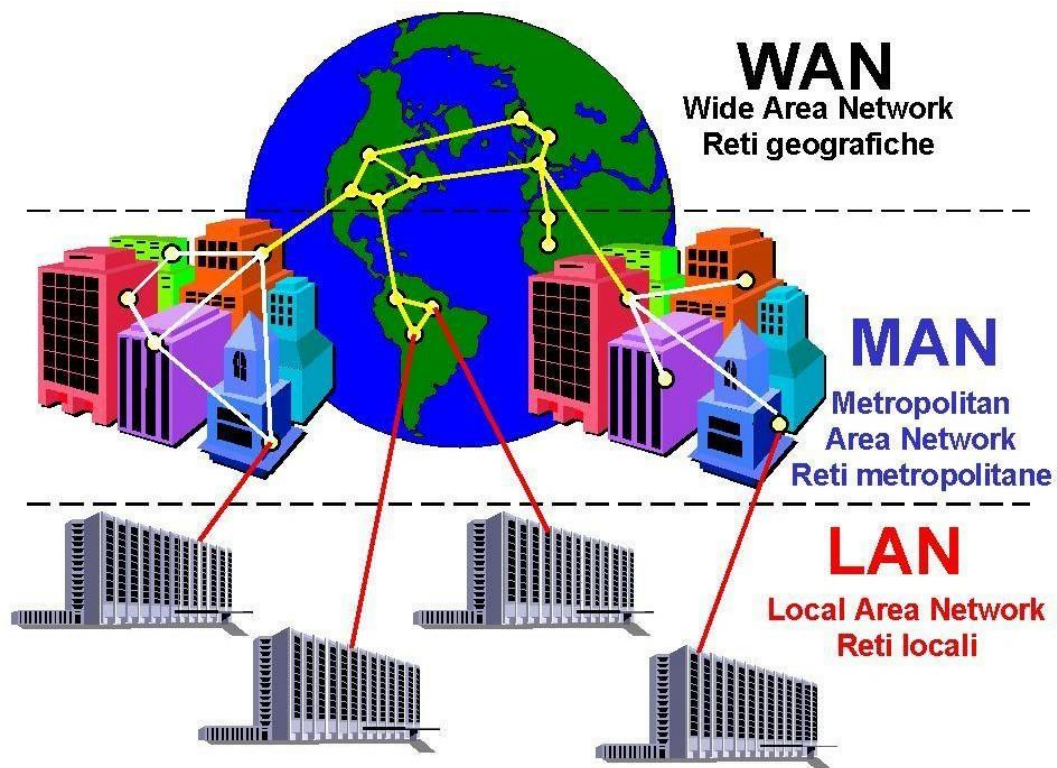 WAN
Wide Area Network
Reti geografiche
MAN
Metropolitan
Area Network
Reti metropolitane
LAN
Local Area Network
Reti locali